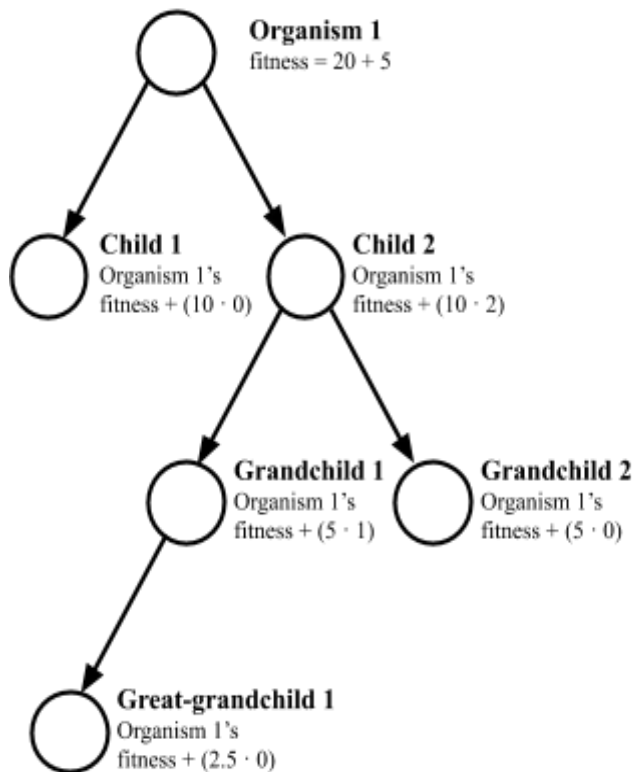 Organism 1
fitness = 20 + 5
Child 1
Organism 1's
fitness + (10 · 0)
Child 2
Organism 1's
fitness + (10 · 2)
Grandchild 1
Organism 1's
fitness + (5 · 1)
Grandchild 2
Organism 1's
fitness + (5 · 0)
Great-grandchild 1
Organism 1's
fitness + (2.5 · 0)